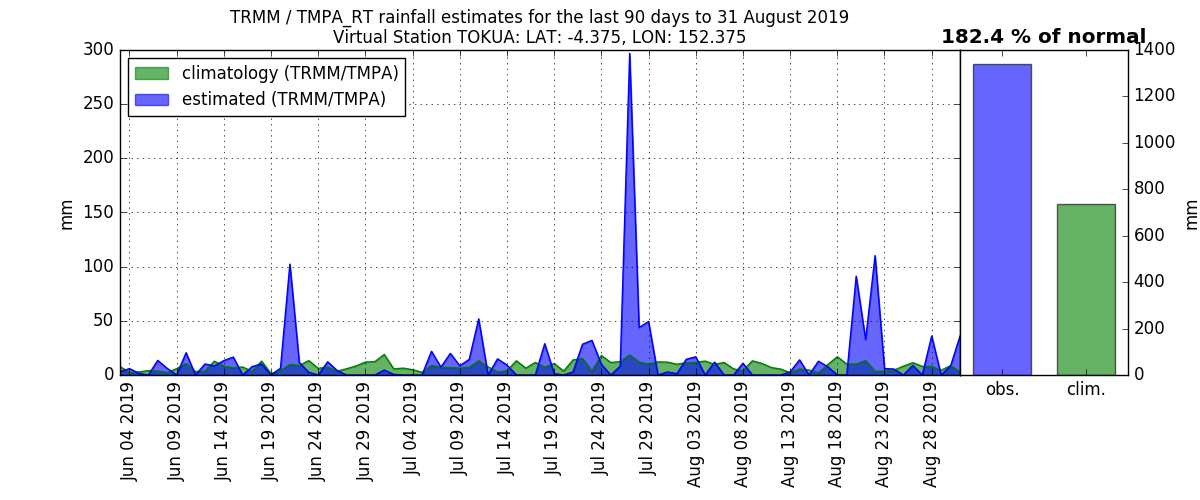 TRMM / TMPA_RT rainfall estimates for the last 90 days to 31 August 2019
Virtual Station TOKUA: LAT: -4.375, LON: 152.375
182.4 % of normal
climatology (TRMM/TMPA)
estimated (TRMM/TMPA)
300
250
200
150
100
50
0
mm
Jun 04 2019
Jun 09 2019
Jun 14 2019
Jun 19 2019
Jun 24 2019
Jun 29 2019
Jul 04 2019
Jul 09 2019
Jul 14 2019
Jul 19 2019
Jul 24 2019
Jul 29 2019
Aug 03 2019
Aug 08 2019
Aug 13 2019
Aug 18 2019
Aug 23 2019
Aug 28 2019
obs.
clim.
1400
1200
1000
800
600
400
200
0
mm